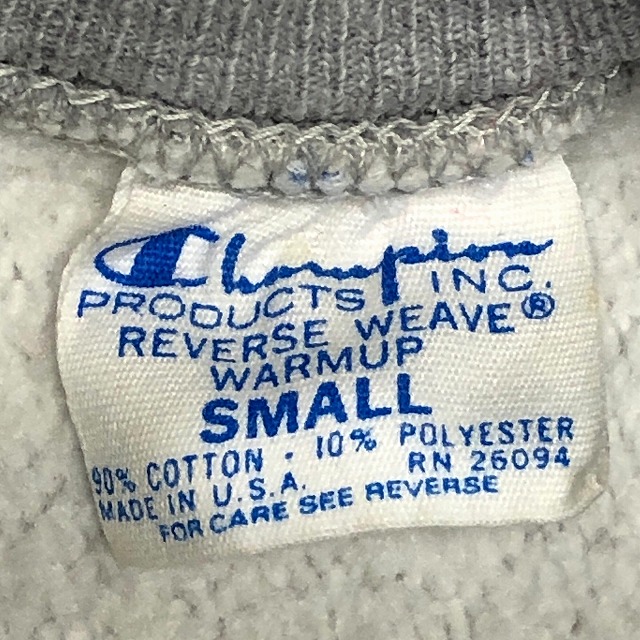 Champion
PRODUCTS INC.
REVERSE WEAVE®
WARMUP
SMALL
90% COTTON · 10% POLYESTER
RN 26094
MADE IN U.S.A.
FOR CARE SEE REVERSE